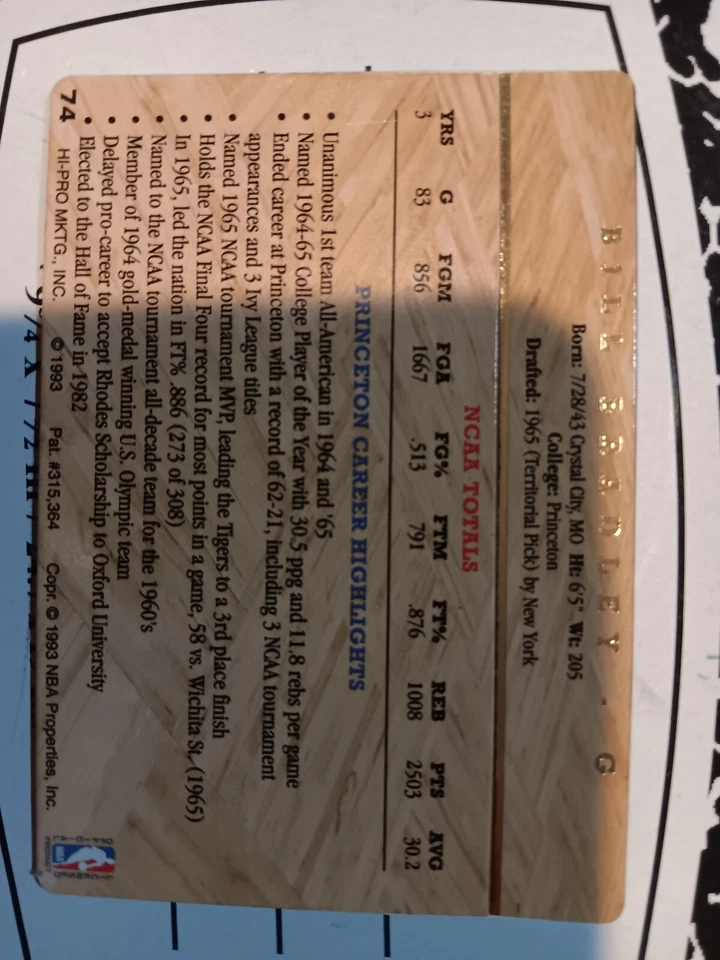 BILL BRADLEY · G
Born: 7/28/43 Crystal City, MO Ht: 6'5" Wt: 205
College: Princeton
Drafted: 1965 (Territorial Pick) by New York
NCAA TOTALS
YRS G FGM FGA FG% FTM FT% REB PTS AVG
3 83 856 1667 .513 791 .876 1008 2503 30.2
PRINCETON CAREER HIGHLIGHTS
• Unanimous 1st team All-American in 1964 and '65
• Named 1964-65 College Player of the Year with 30.5 ppg and 11.8 rebs per game
• Ended career at Princeton with a record of 62-21, including 3 NCAA tournament
appearances and 3 Ivy League titles
• Named 1965 NCAA tournament MVP, leading the Tigers to a 3rd place finish
• Holds the NCAA Final Four record for most points in a game, 58 vs. Wichita St. (1965)
• In 1965, led the nation in FT% .886 (273 of 308)
• Named to the NCAA tournament all-decade team for the 1960's
• Member of 1964 gold-medal winning U.S. Olympic team
• Delayed pro-career to accept Rhodes Scholarship to Oxford University
• Elected to the Hall of Fame in 1982
74 HI-PRO MKTG., INC. © 1993 Pat. #315,364 Copr. © 1993 NBA Properties, Inc.